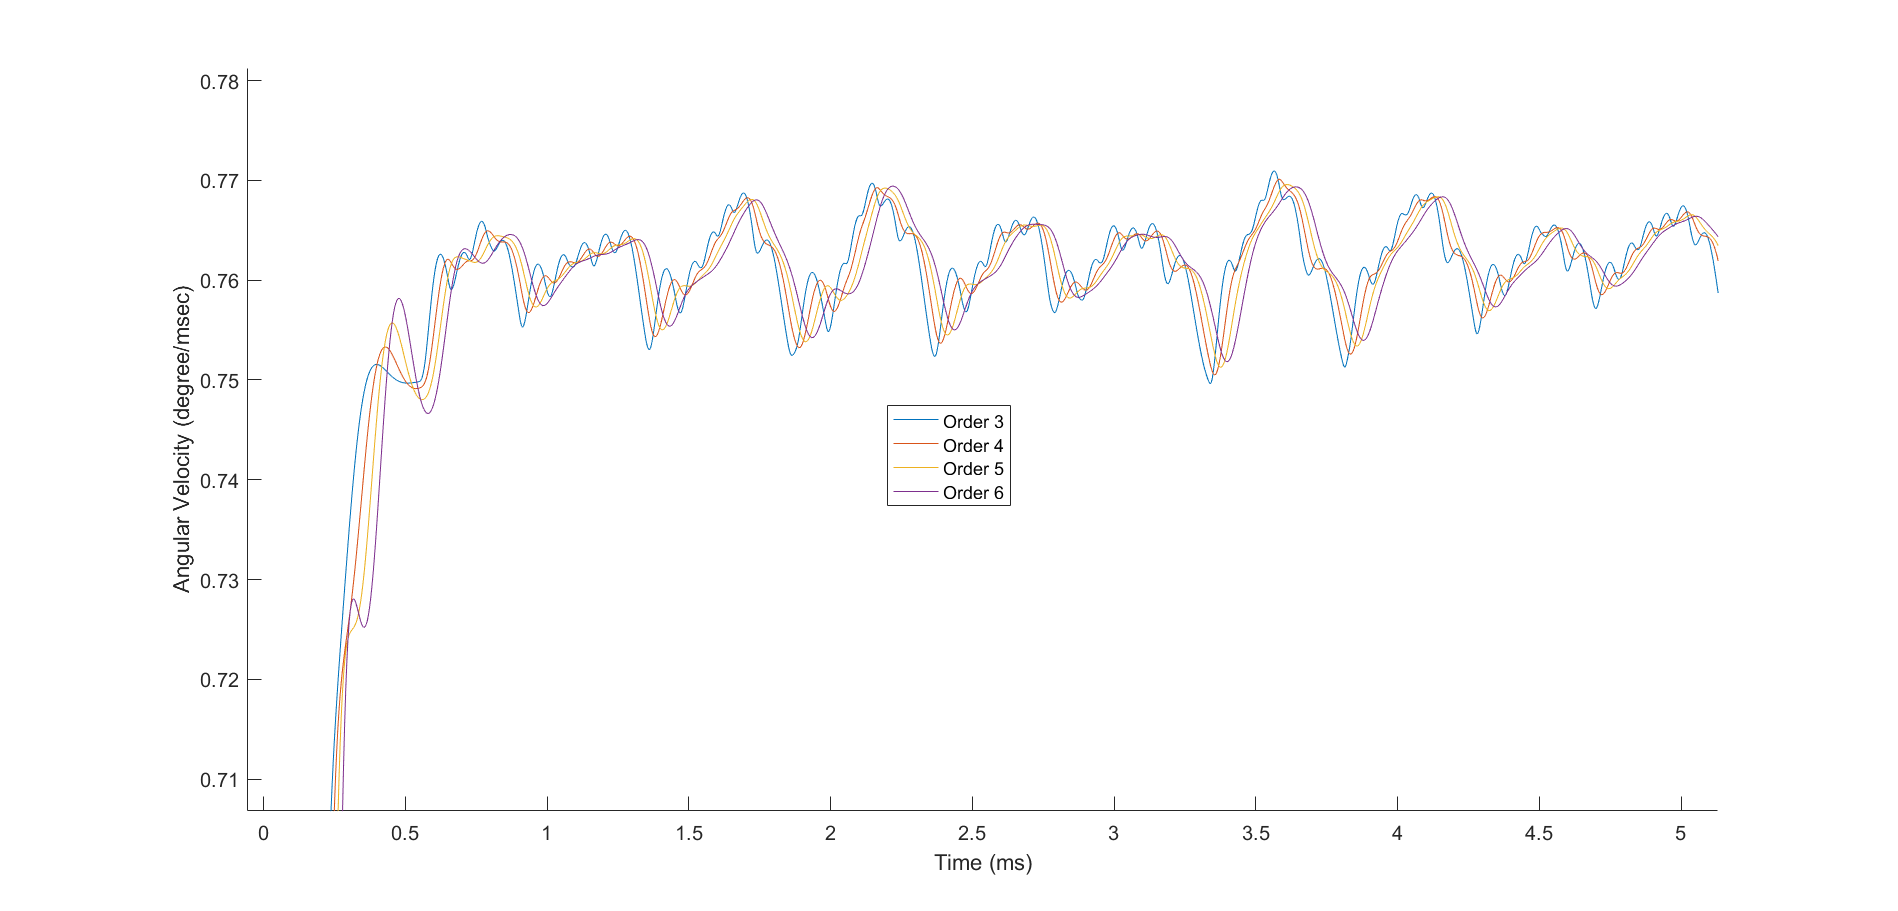 0.78
0.77
0.76
0.75
0.74
0.73
0.72
0.71
Angular Velocity (degree/msec)
Order 3
Order 4
Order 5
Order 6
0 0.5 1 1.5 2 2.5 3 3.5 4 4.5 5
Time (ms)